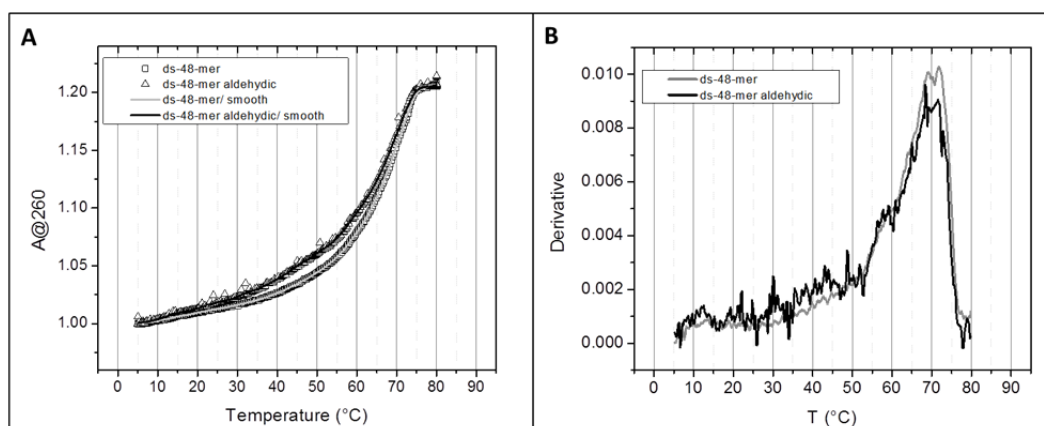 A
ds-48-mer
ds-48-mer aldehydic
ds-48-mer/ smooth
ds-48-mer aldehydic/ smooth
1.20
1.15
1.10
1.05
1.00
A@260
0 10 20 30 40 50 60 70 80 90
Temperature (°C)
B
ds-48-mer
ds-48-mer aldehydic
0.010
0.008
0.006
0.004
0.002
0.000
Derivative
0 10 20 30 40 50 60 70 80 90
T (°C)